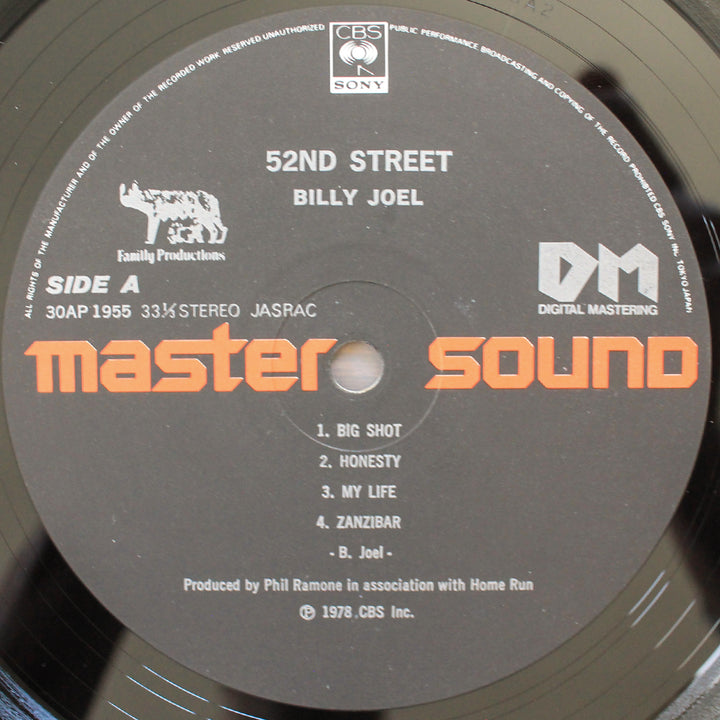 ALL RIGHTS OF THE MANUFACTURER AND OF THE OWNER OF THE RECORDED WORK RESERVED UNAUTHORIZED PUBLIC PERFORMANCE BROADCASTING AND COPYING OF THE RECORD PROHIBITED CBS SONY INC. TOKYO JAPAN
CBS
SONY
52ND STREET
BILLY JOEL
Family Productions
SIDE A
30AP 1955 33⅓ STEREO JASRAC
DM
DIGITAL MASTERING
master sound
1. BIG SHOT
2. HONESTY
3. MY LIFE
4. ZANZIBAR
- B. Joel -
Produced by Phil Ramone in association with Home Run
℗ 1978 CBS Inc.